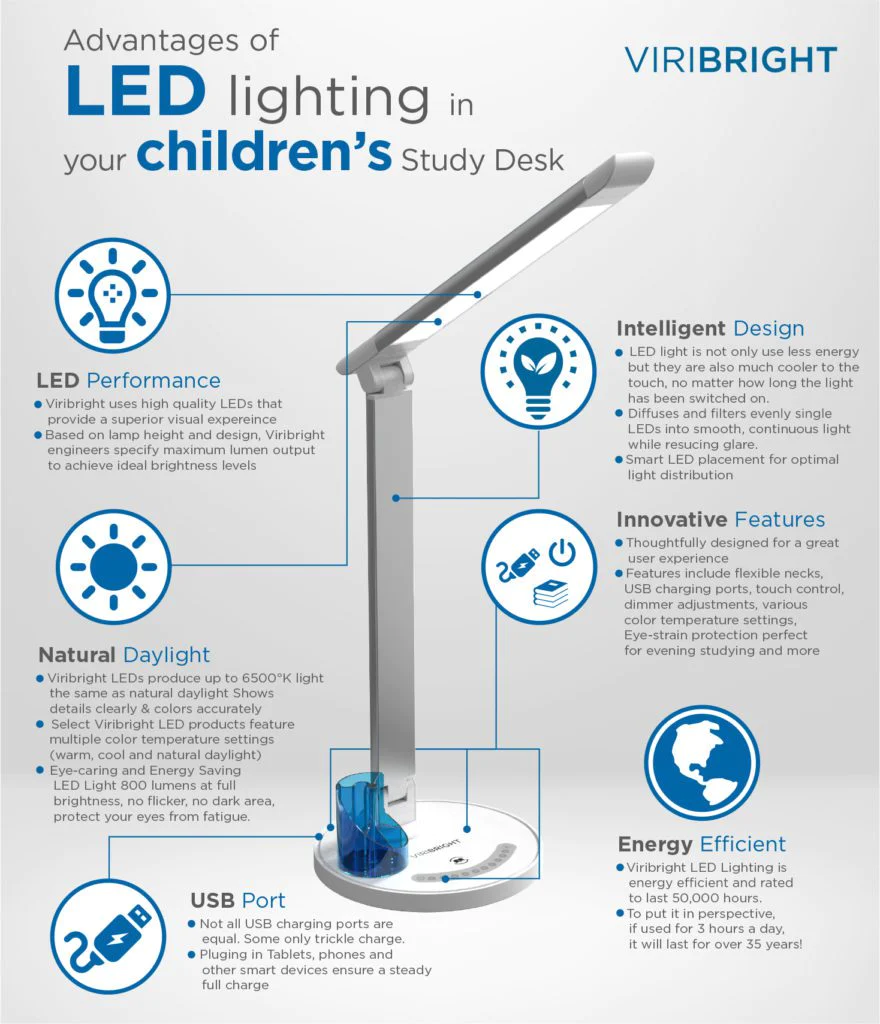 Advantages of
LED lighting in
your children's Study Desk
VIRIBRIGHT
LED Performance
Viribright uses high quality LEDs that
provide a superior visual expereince
Based on lamp height and design, Viribright
engineers specify maximum lumen output
to achieve ideal brightness levels
Intelligent Design
LED light is not only use less energy
but they are also much cooler to the
touch, no matter how long the light
has been switched on.
Diffuses and filters evenly single
LEDs into smooth, continuous light
while resucing glare.
Smart LED placement for optimal
light distribution
Innovative Features
Thoughtfully designed for a great
user experience
Features include flexible necks,
USB charging ports, touch control,
dimmer adjustments, various
color temperature settings,
Eye-strain protection perfect
for evening studying and more
Natural Daylight
Viribright LEDs produce up to 6500°K light
the same as natural daylight Shows
details clearly & colors accurately
Select Viribright LED products feature
multiple color temperature settings
(warm, cool and natural daylight)
Eye-caring and Energy Saving
LED Light 800 lumens at full
brightness, no flicker, no dark area,
protect your eyes from fatigue.
VIRIBRIGHT
Energy Efficient
Viribright LED Lighting is
energy efficient and rated
to last 50,000 hours.
To put it in perspective,
if used for 3 hours a day,
it will last for over 35 years!
USB Port
Not all USB charging ports are
equal. Some only trickle charge.
Pluging in Tablets, phones and
other smart devices ensure a steady
full charge